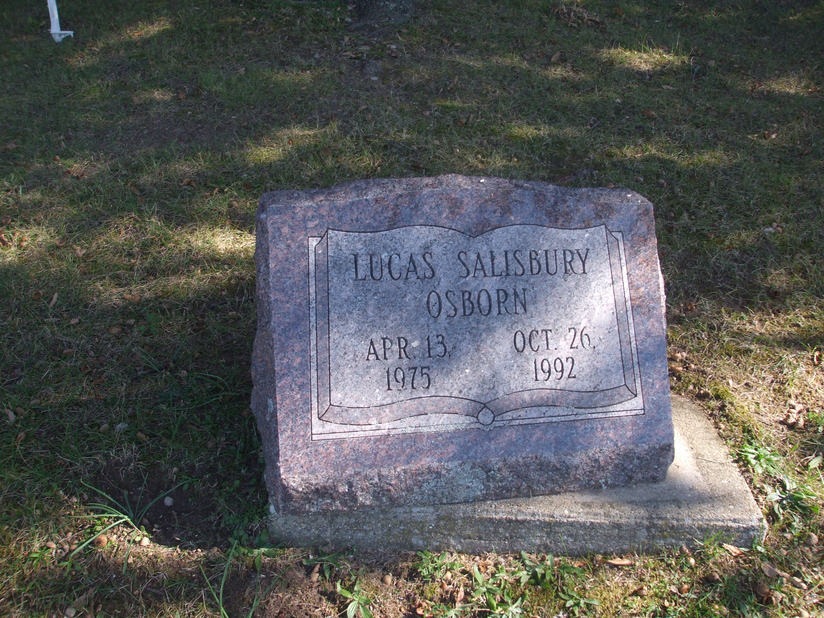 LUCAS SALISBURY
OSBORN
APR. 13, OCT. 26,
1975 1992